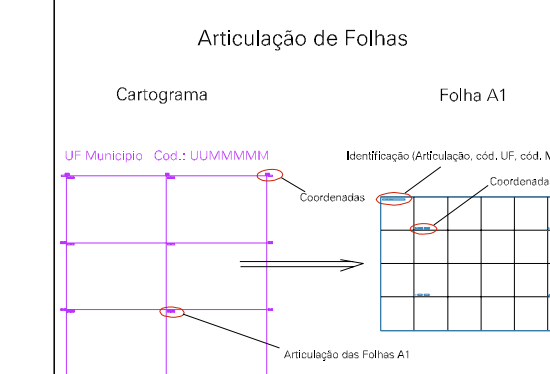 Articulação de Folhas
Cartograma
Folha A1
UF Municipio Cod.: UUMMMMM
Identificação (Articulação, cód. UF, cód. M
Coordenada
Coordenadas
Articulação das Folhas A1